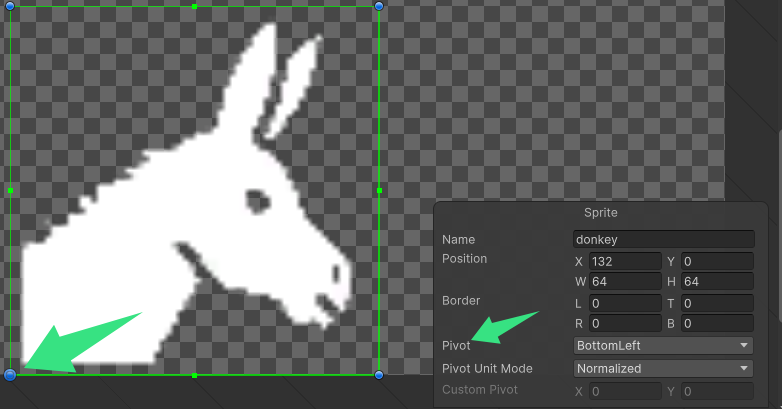 Sprite
Name donkey
Position X 132 Y 0
W 64 H 64
Border L 0 T 0
R 0 B 0
Pivot BottomLeft
Pivot Unit Mode Normalized
Custom Pivot X 0 Y 0